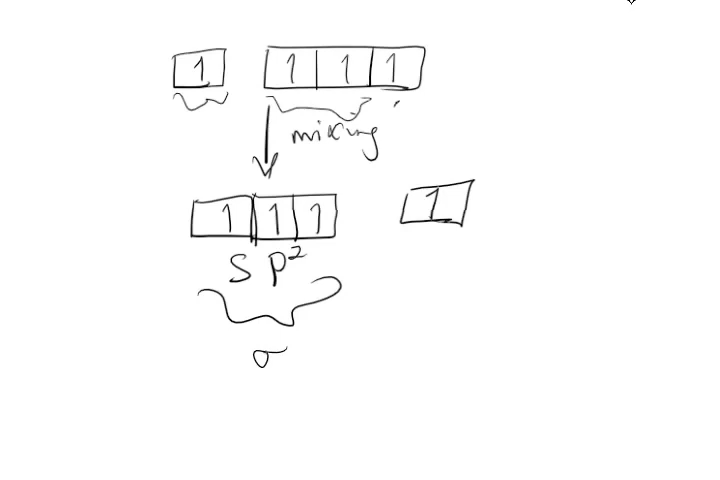 1 1 1 1
mixing
1 1 1 1
sp²
σ